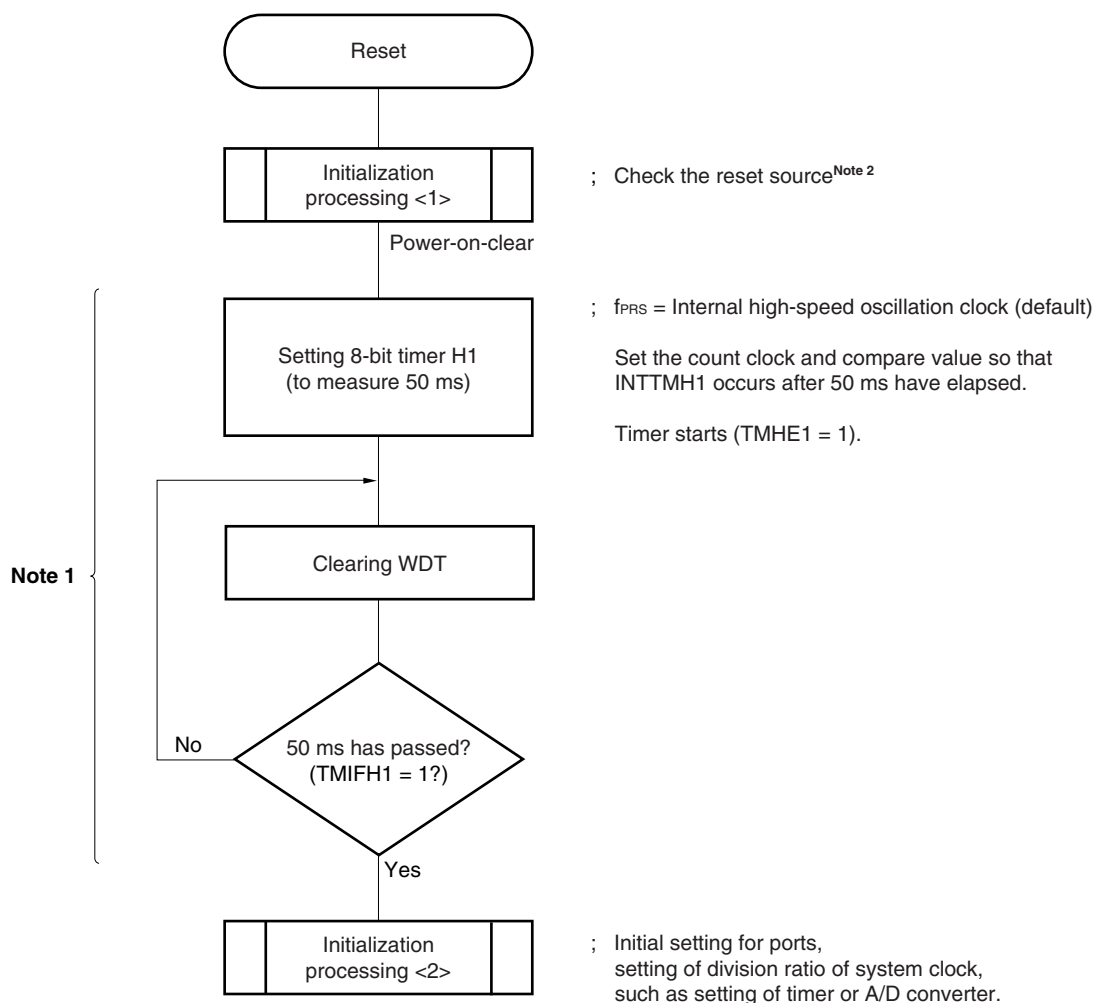 Reset
Initialization
processing <1>
; Check the reset sourceNote 2
Power-on-clear
Setting 8-bit timer H1
(to measure 50 ms)
; fPRS = Internal high-speed oscillation clock (default)
Set the count clock and compare value so that
INTTMH1 occurs after 50 ms have elapsed.
Timer starts (TMHE1 = 1).
Note 1
Clearing WDT
No
50 ms has passed?
(TMIFH1 = 1?)
Yes
Initialization
processing <2>
; Initial setting for ports,
setting of division ratio of system clock,
such as setting of timer or A/D converter.